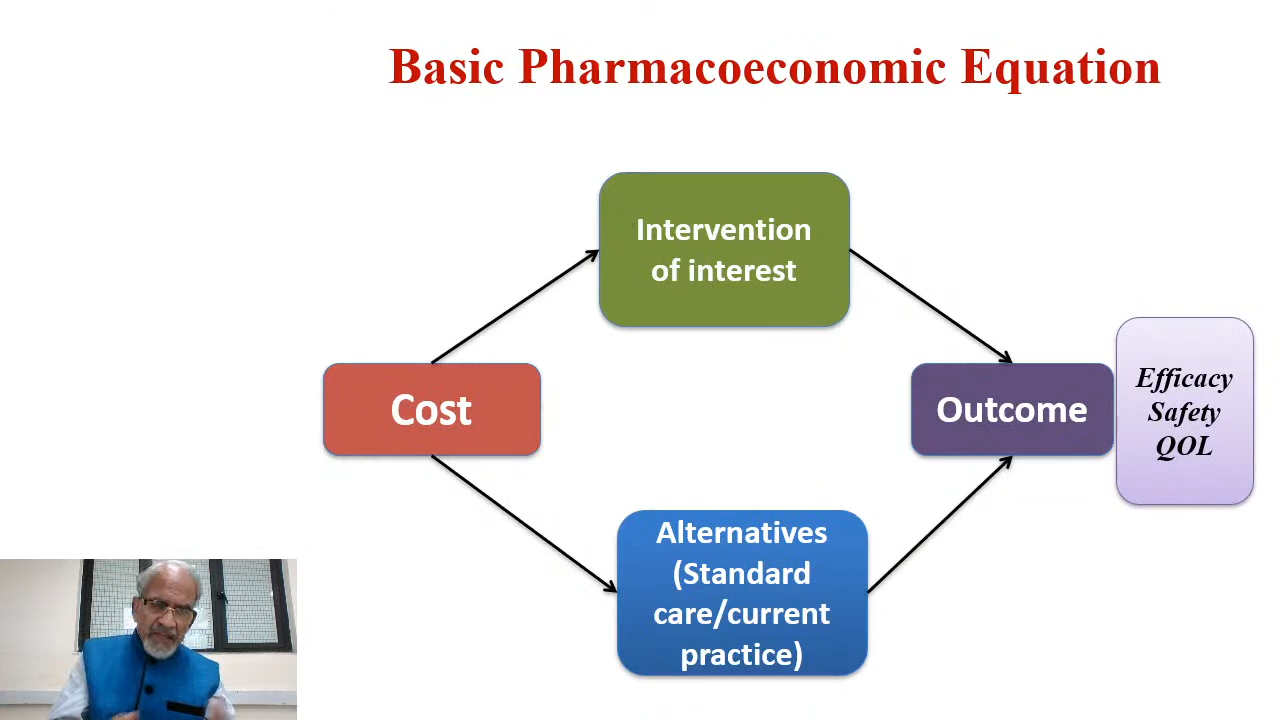 Basic Pharmacoeconomic Equation
Intervention
of interest
Cost
Outcome
Efficacy
Safety
QOL
Alternatives
(Standard
care/current
practice)